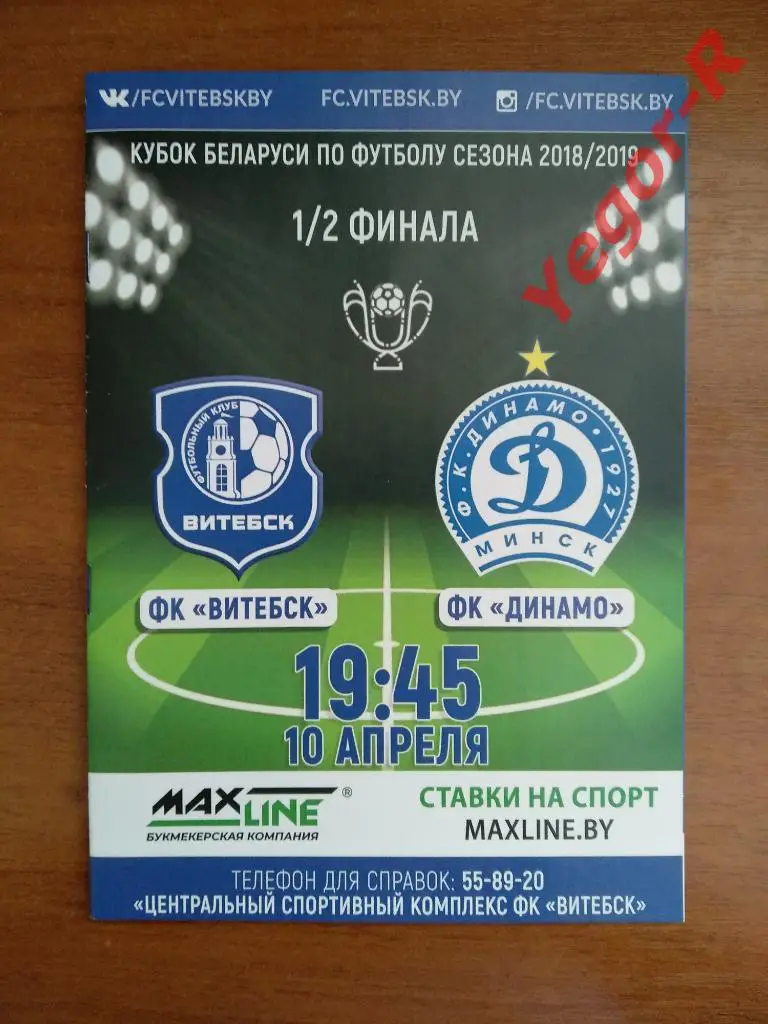 /FCVITEBSKBY FC.VITEBSK.BY /FC.VITEBSK.BY
КУБОК БЕЛАРУСИ ПО ФУТБОЛУ СЕЗОНА 2018/2019
1/2 ФИНАЛА
Yegor-R
ФУТБОЛЬНЫЙ КЛУБ
ВИТЕБСК
Ф.К.ДИНАМО•1927
МИНСК
ФК «ВИТЕБСК» ФК «ДИНАМО»
19:45
10 АПРЕЛЯ
MAXLINE ®
БУКМЕКЕРСКАЯ КОМПАНИЯ
СТАВКИ НА СПОРТ
MAXLINE.BY
ТЕЛЕФОН ДЛЯ СПРАВОК: 55-89-20
«ЦЕНТРАЛЬНЫЙ СПОРТИВНЫЙ КОМПЛЕКС ФК «ВИТЕБСК»